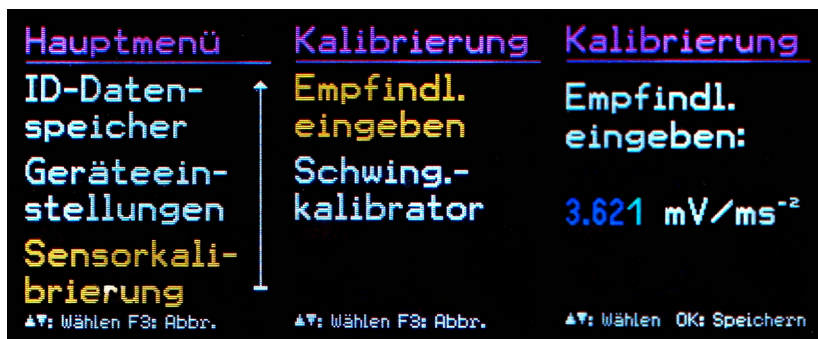 Hauptmenü
ID-Daten-
speicher
Geräteein-
stellungen
Sensorkali-
brierung
▲▼: Wählen F3: Abbr.
Kalibrierung
Empfindl.
eingeben
Schwing.-
kalibrator
▲▼: Wählen F3: Abbr.
Kalibrierung
Empfindl.
eingeben:
3.621 mV/ms⁻²
▲▼: Wählen OK: Speichern